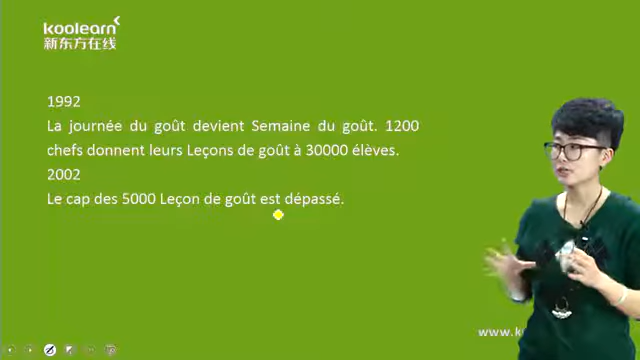 koolearn
新东方在线
1992
La journée du goût devient Semaine du goût. 1200
chefs donnent leurs Leçons de goût à 30000 élèves.
2002
Le cap des 5000 Leçon de goût est dépassé.